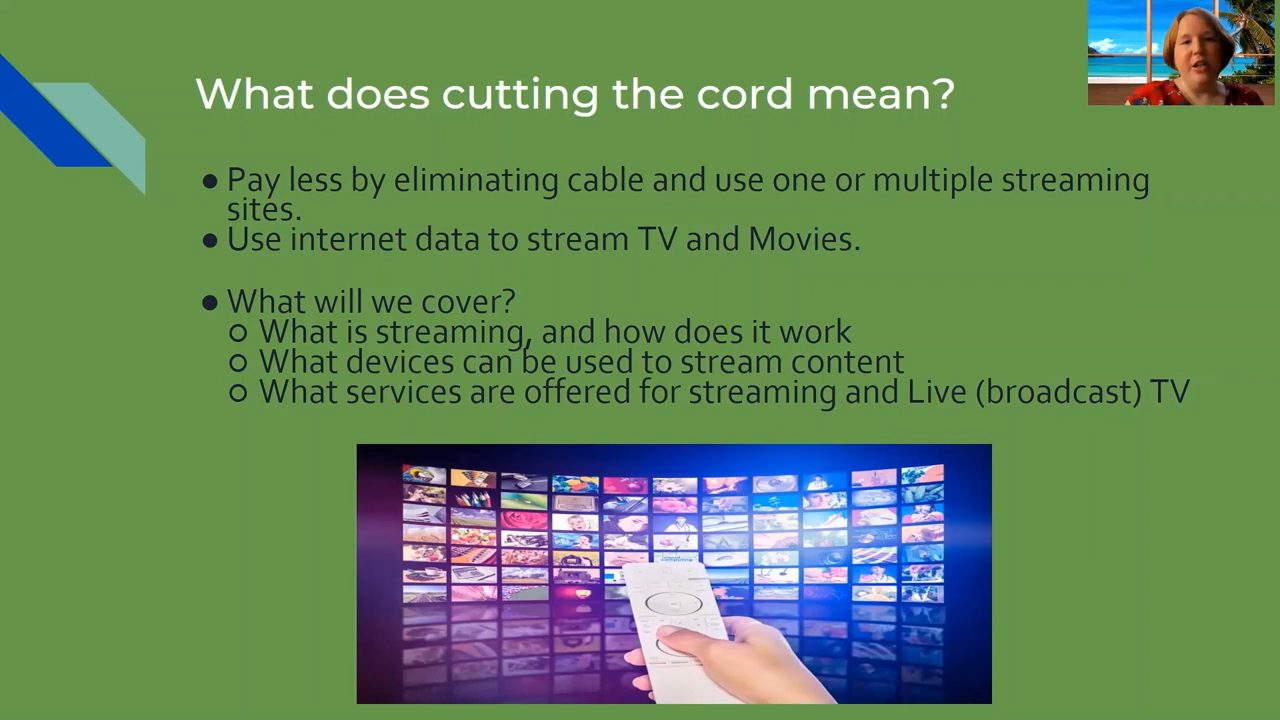 What does cutting the cord mean?
● Pay less by eliminating cable and use one or multiple streaming
sites.
● Use internet data to stream TV and Movies.
● What will we cover?
○ What is streaming, and how does it work
○ What devices can be used to stream content
○ What services are offered for streaming and Live (broadcast) TV